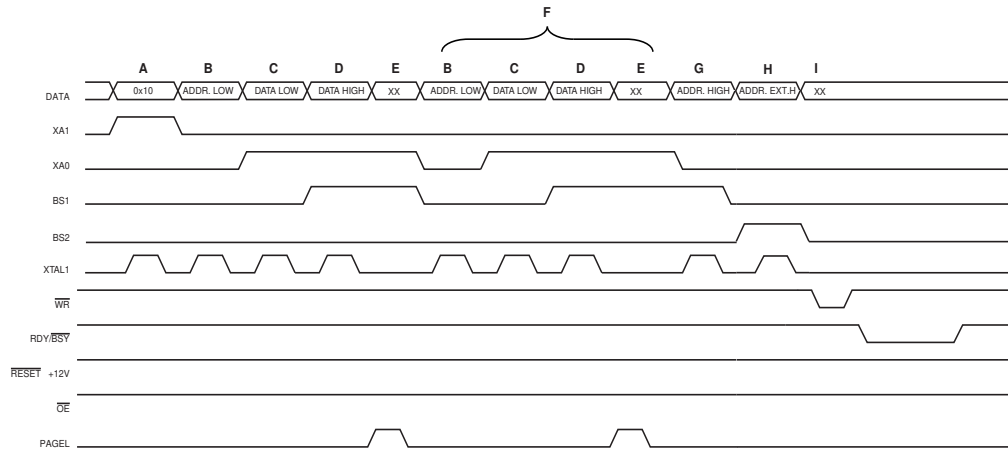 F
A B C D E B C D E G H I
DATA 0x10 ADDR. LOW DATA LOW DATA HIGH XX ADDR. LOW DATA LOW DATA HIGH XX ADDR. HIGH ADDR. EXT.H XX
XA1
XA0
BS1
BS2
XTAL1
WR
RDY/BSY
RESET +12V
OE
PAGEL